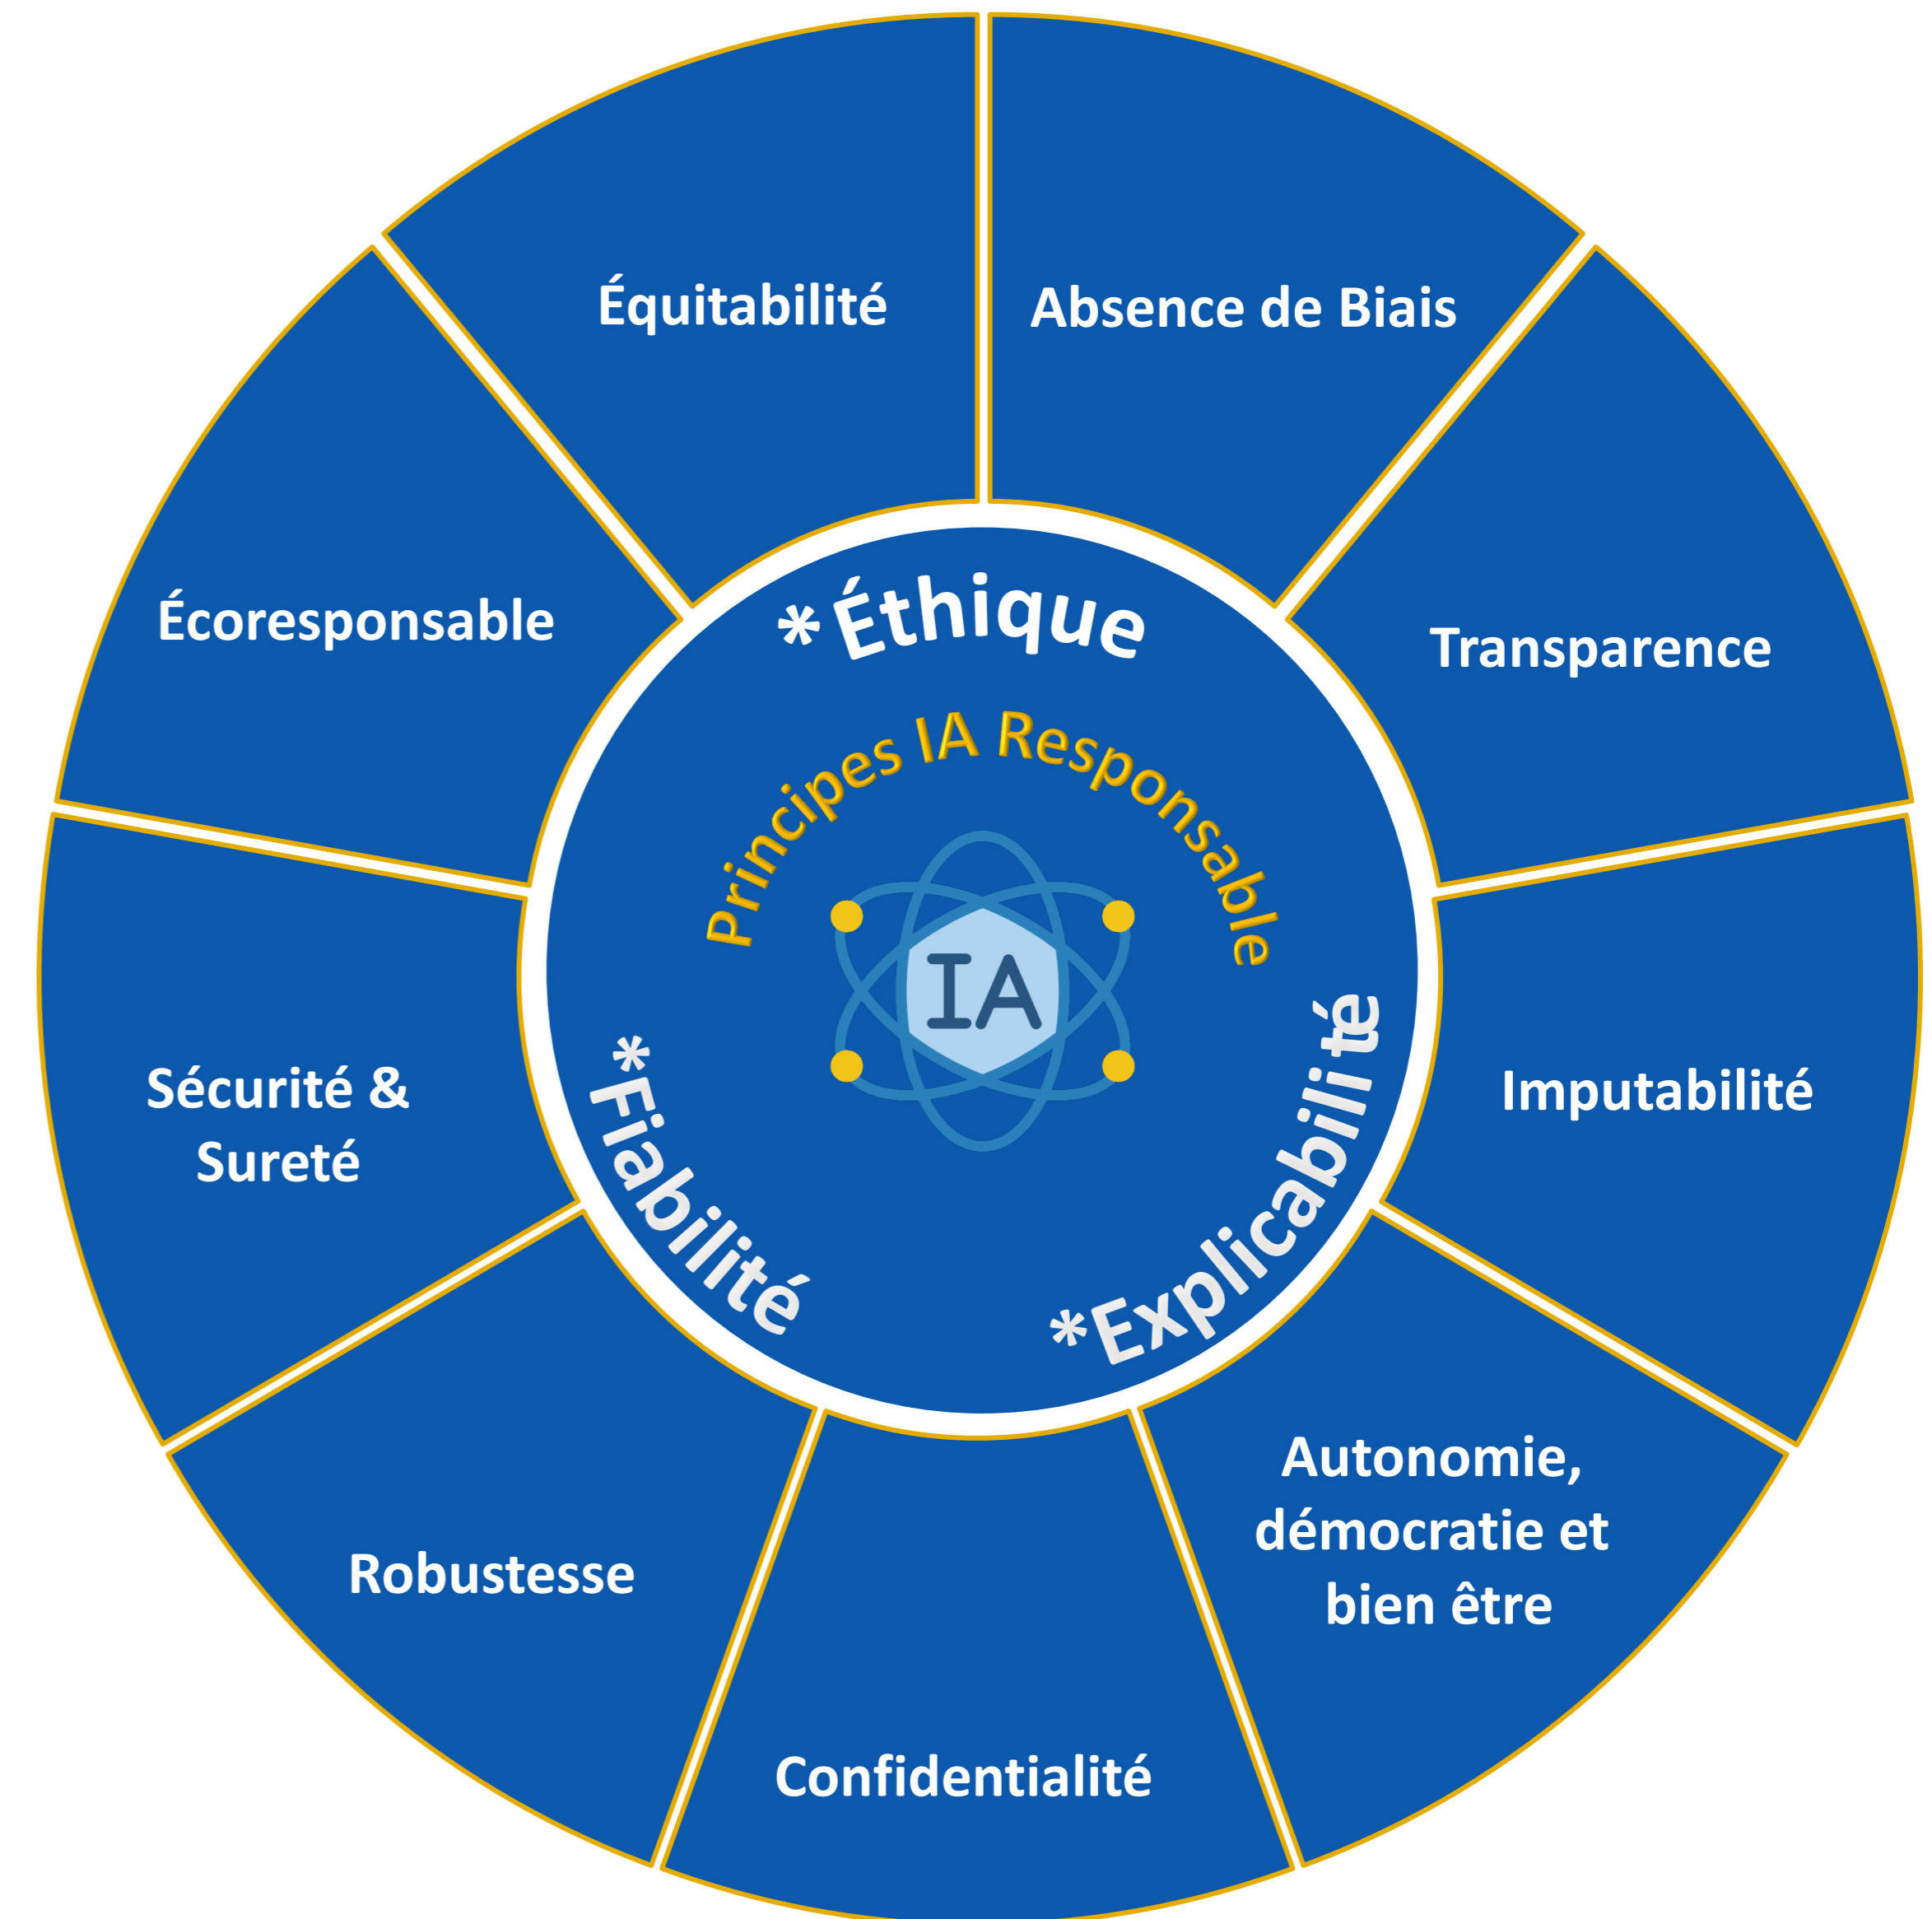 Équitabilité
Absence de Biais
Écoresponsable
Transparence
*Éthique
Principes IA Responsable
IA
Sécurité &
Sureté
Imputabilité
*Fiabilité
*Explicabilité
Autonomie,
démocratie et
bien être
Robustesse
Confidentialité